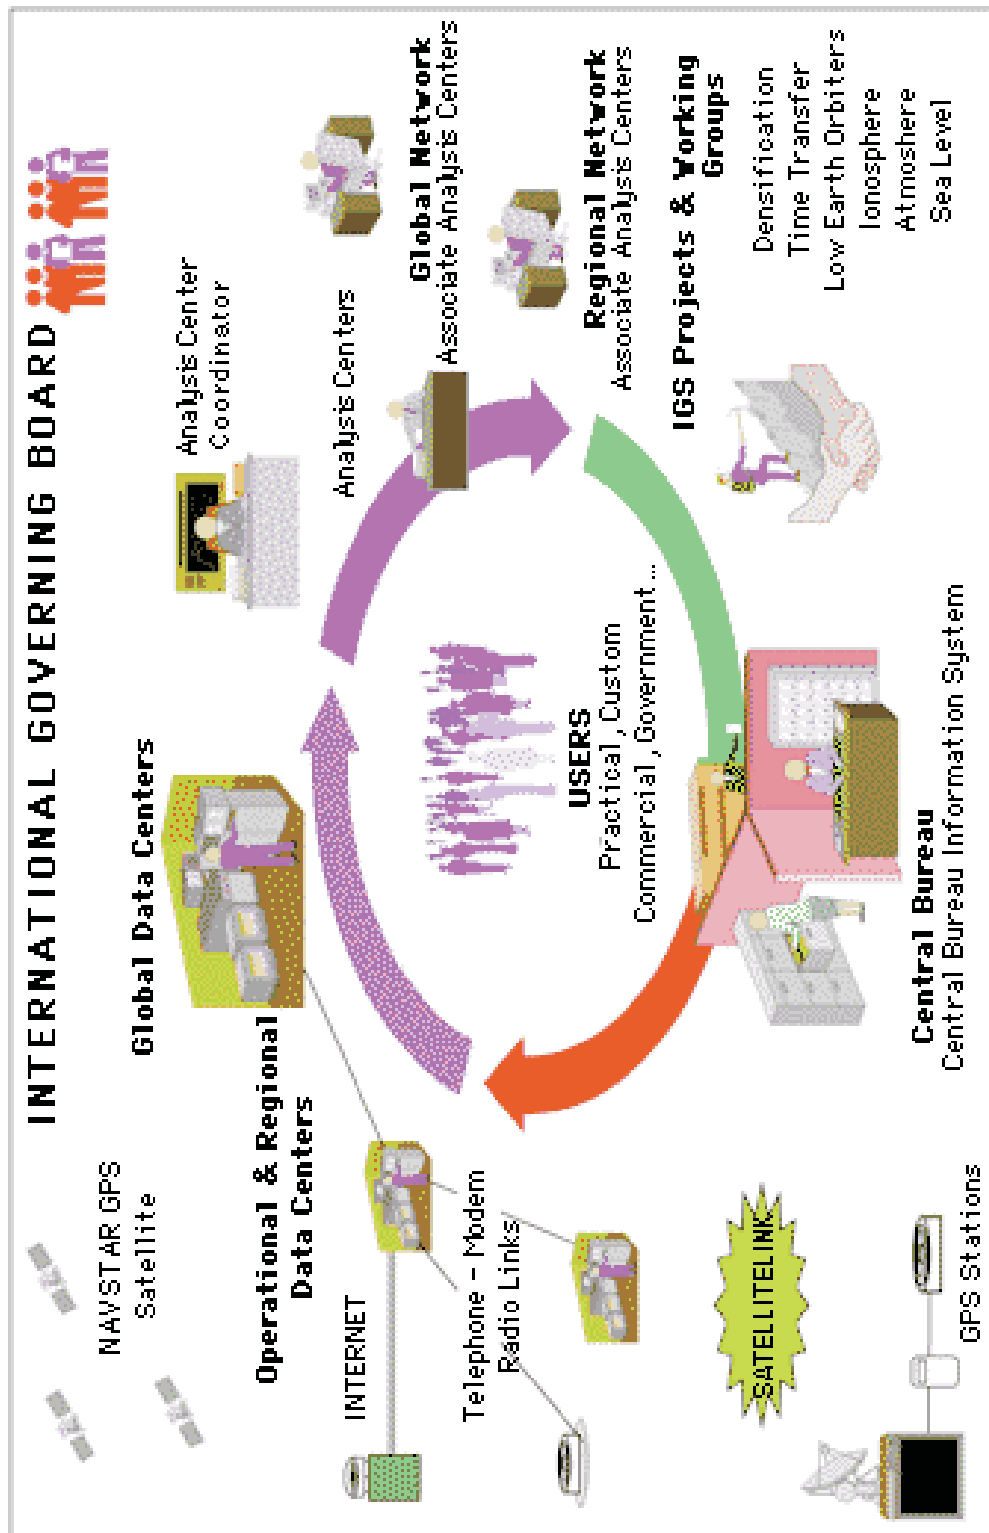 INTERNATIONAL GOVERNING BOARD
NAVSTAR GPS
Satellite
Global Data Centers
Analysis Center
Coordinator
Operational & Regional
Data Centers
INTERNET
Analysis Centers
Global Network
Associate Analysis Centers
Telephone - Modem
Radio Links
USERS
Practical, Custom
Commercial, Government...
Regional Network
Associate Analysis Centers
IGS Projects & Working
Groups
Densification
Time Transfer
Low Earth Orbiters
Ionosphere
Atmoshere
Sea Level
SATELLITELINK
GPS Stations
Central Bureau
Central Bureau Information System